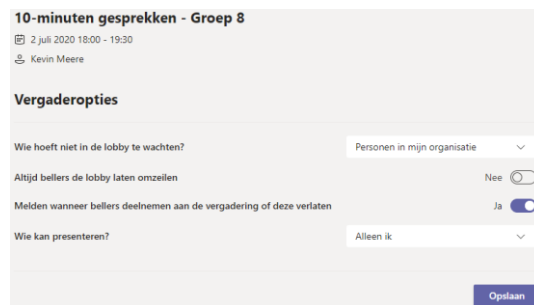 10-minuten gesprekken - Groep 8
2 juli 2020 18:00 - 19:30
Kevin Meere
Vergaderopties
Wie hoeft niet in de lobby te wachten? Personen in mijn organisatie
Altijd bellers de lobby laten omzeilen Nee
Melden wanneer bellers deelnemen aan de vergadering of deze verlaten Ja
Wie kan presenteren? Alleen ik
Opslaan